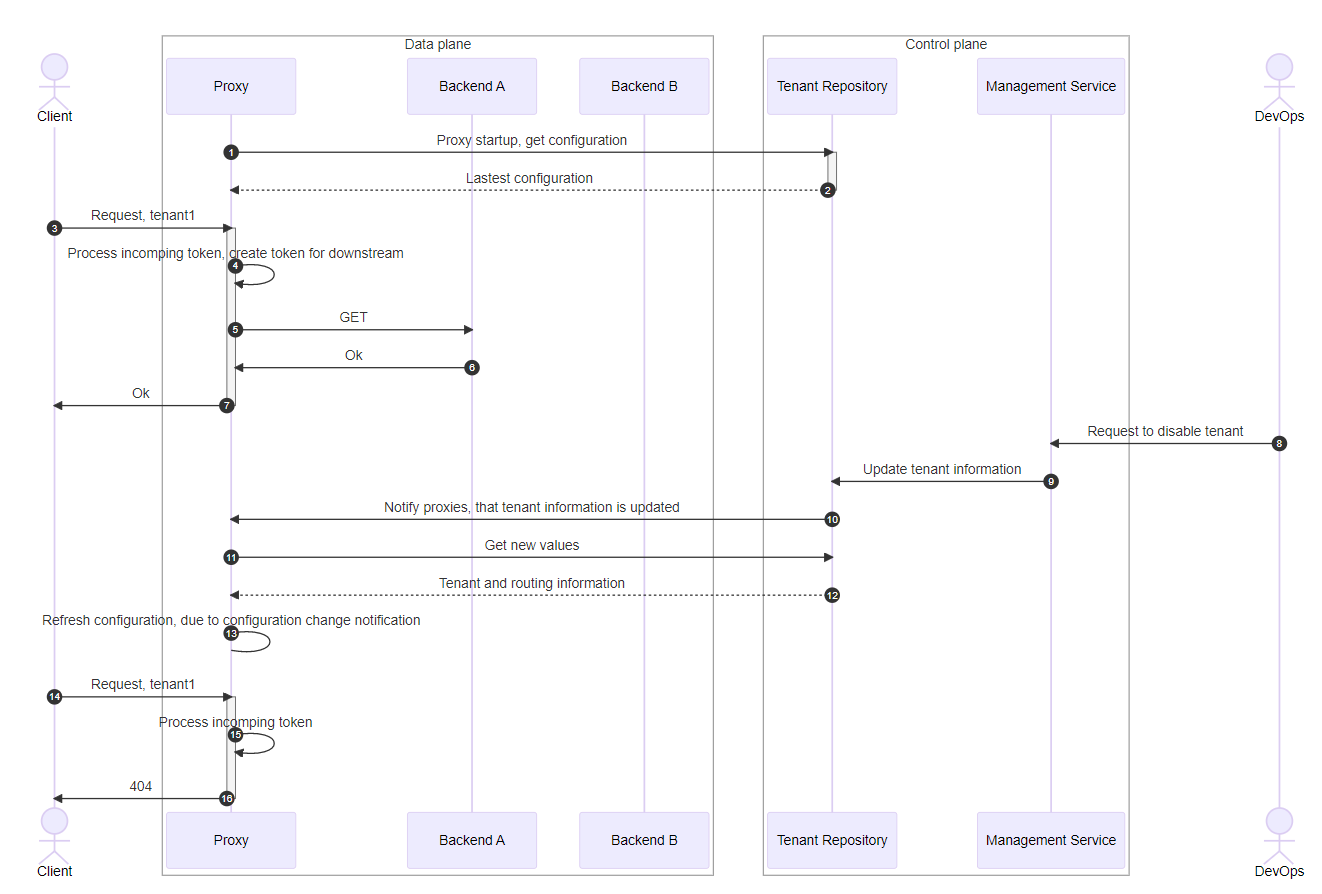 Data plane
Control plane
Client
Proxy
Backend A
Backend B
Tenant Repository
Management Service
DevOps
Proxy startup, get configuration
1
Lastest configuration
2
Request, tenant1
3
Process incomping token, create token for downstream
4
GET
5
Ok
6
Ok
7
Request to disable tenant
8
Update tenant information
9
Notify proxies, that tenant information is updated
10
Get new values
11
Tenant and routing information
12
Refresh configuration, due to configuration change notification
13
Request, tenant1
14
Process incomping token
15
404
16
Client
Proxy
Backend A
Backend B
Tenant Repository
Management Service
DevOps